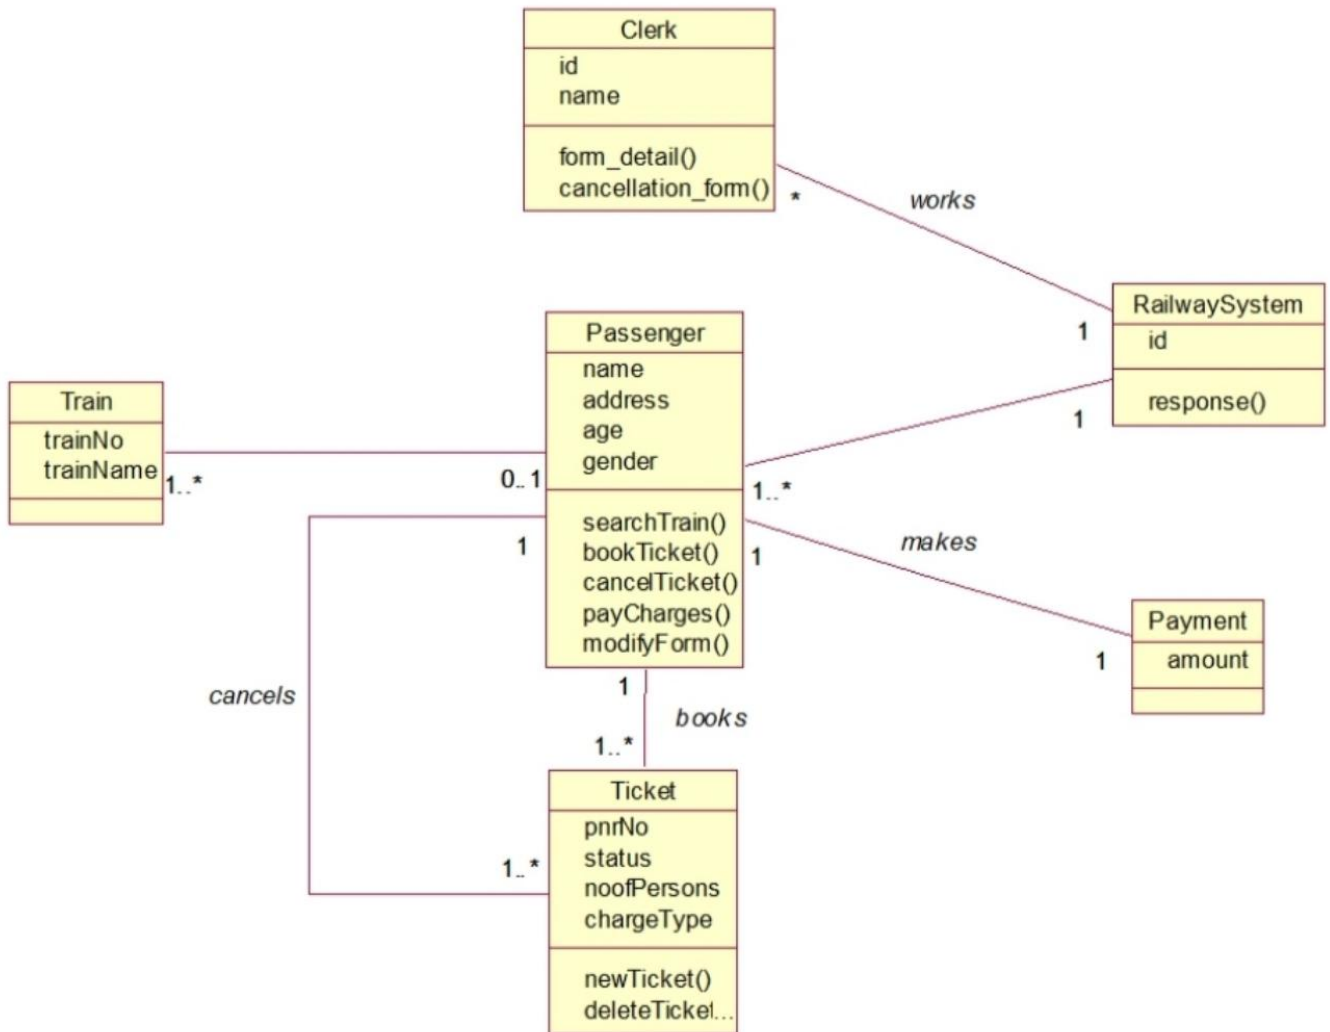 Clerk
id
name
form_detail()
cancellation_form()
*
works
1
RailwaySystem
id
response()
1
Passenger
name
address
age
gender
searchTrain()
bookTicket()
cancelTicket()
payCharges()
modifyForm()
Train
trainNo
trainName
1..*
0..1
1..*
1
1
makes
1
Payment
amount
cancels
1
books
1..*
1..*
Ticket
pnrNo
status
noofPersons
chargeType
newTicket()
deleteTicket...